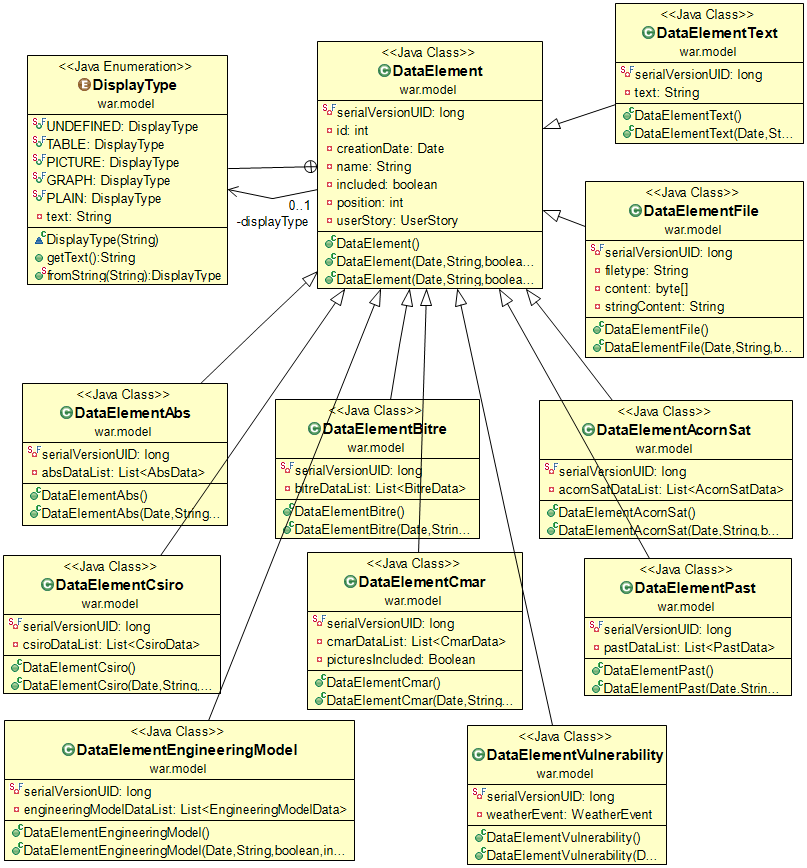 <<Java Class>>
DataElementText
war.model
serialVersionUID: long
text: String
DataElementText()
DataElementText(Date,St...
<<Java Enumeration>>
DisplayType
war.model
UNDEFINED: DisplayType
TABLE: DisplayType
PICTURE: DisplayType
GRAPH: DisplayType
PLAIN: DisplayType
text: String
DisplayType(String)
getText():String
fromString(String):DisplayType
<<Java Class>>
DataElement
war.model
serialVersionUID: long
id: int
creationDate: Date
name: String
included: boolean
position: int
userStory: UserStory
DataElement()
DataElement(Date,String,boolea...
DataElement(Date,String,boolea...
0..1
-displayType
<<Java Class>>
DataElementFile
war.model
serialVersionUID: long
filetype: String
content: byte[]
stringContent: String
DataElementFile()
DataElementFile(Date,String,b...
<<Java Class>>
DataElementAbs
war.model
serialVersionUID: long
absDataList: List<AbsData>
DataElementAbs()
DataElementAbs(Date,String,...
<<Java Class>>
DataElementBitre
war.model
serialVersionUID: long
bitreDataList: List<BitreData>
DataElementBitre()
DataElementBitre(Date,Strin...
<<Java Class>>
DataElementAcornSat
war.model
serialVersionUID: long
acornSatDataList: List<AcornSatData>
DataElementAcornSat()
DataElementAcornSat(Date,String,b...
<<Java Class>>
DataElementCsiro
war.model
serialVersionUID: long
csiroDataList: List<CsiroData>
DataElementCsiro()
DataElementCsiro(Date,String,...
<<Java Class>>
DataElementCmar
war.model
serialVersionUID: long
cmarDataList: List<CmarData>
picturesIncluded: Boolean
DataElementCmar()
DataElementCmar(Date,String...
<<Java Class>>
DataElementPast
war.model
serialVersionUID: long
pastDataList: List<PastData>
DataElementPast()
DataElementPast(Date.Strin...
<<Java Class>>
DataElementEngineeringModel
war.model
serialVersionUID: long
engineeringModelDataList: List<EngineeringModelData>
DataElementEngineeringModel()
DataElementEngineeringModel(Date,String,boolean,in...
<<Java Class>>
DataElementVulnerability
war.model
serialVersionUID: long
weatherEvent: WeatherEvent
DataElementVulnerability()
DataElementVulnerability(D...